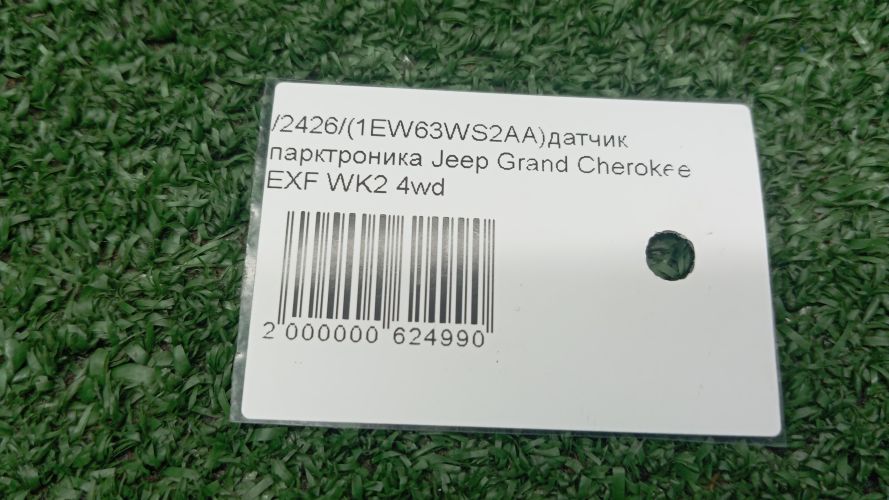 /2426/(1EW63WS2AA)датчик
парктроника Jeep Grand Cherokee
EXF WK2 4wd
2 000000 624990